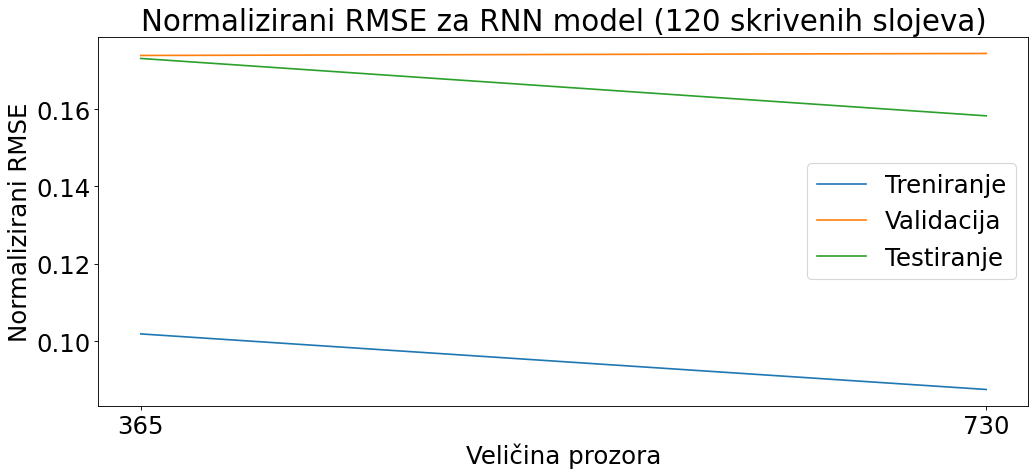 Normalizirani RMSE za RNN model (120 skrivenih slojeva)
Normalizirani RMSE
0.16
0.14
0.12
0.10
Treniranje
Validacija
Testiranje
365
730
Veličina prozora